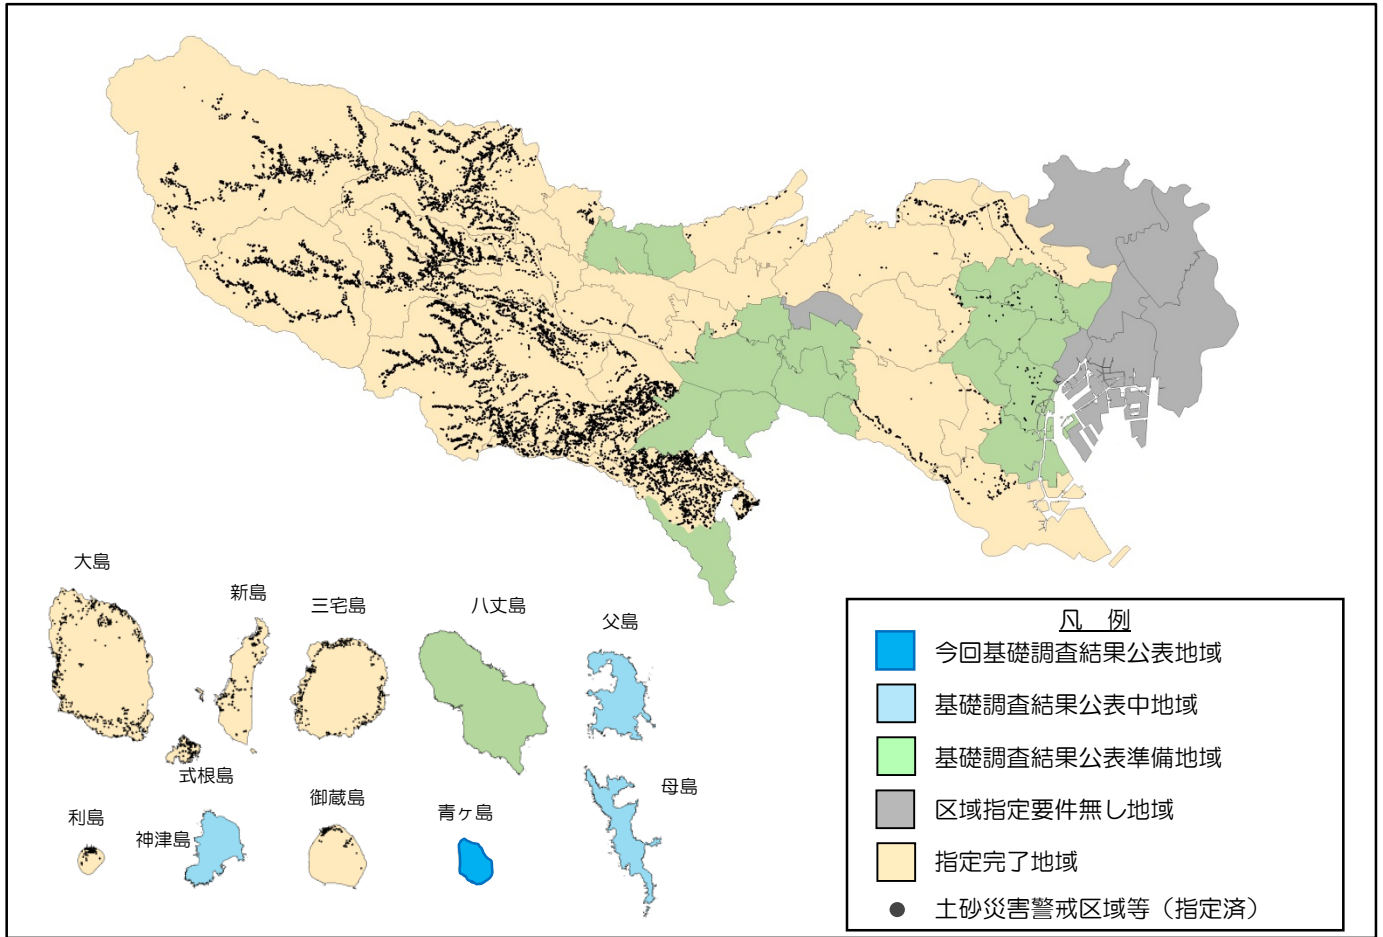 大島
新島
三宅島
八丈島
父島
式根島
利島
神津島
御蔵島
青ヶ島
母島
凡　例
今回基礎調査結果公表地域
基礎調査結果公表中地域
基礎調査結果公表準備地域
区域指定要件無し地域
指定完了地域
土砂災害警戒区域等（指定済）